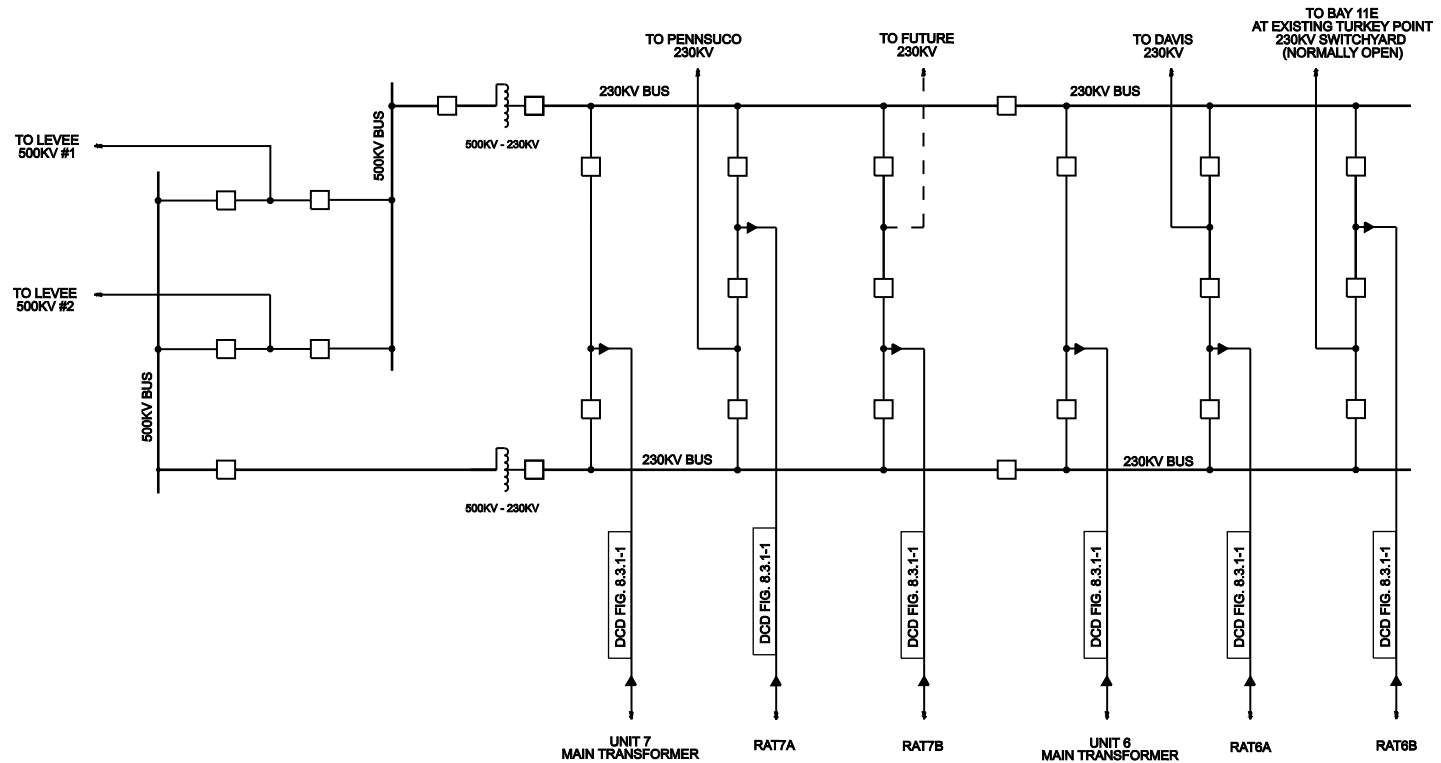 TO BAY 11E
AT EXISTING TURKEY POINT
230KV SWITCHYARD
(NORMALLY OPEN)
TO PENNSUCO
230KV
TO FUTURE
230KV
TO DAVIS
230KV
230KV BUS
230KV BUS
500KV BUS
TO LEVEE
500KV #1
500KV - 230KV
TO LEVEE
500KV #2
500KV BUS
230KV BUS
230KV BUS
500KV - 230KV
DCD FIG. 8.3.1-1
DCD FIG. 8.3.1-1
DCD FIG. 8.3.1-1
DCD FIG. 8.3.1-1
DCD FIG. 8.3.1-1
DCD FIG. 8.3.1-1
UNIT 7
MAIN TRANSFORMER
RAT7A
RAT7B
UNIT 6
MAIN TRANSFORMER
RAT6A
RAT6B